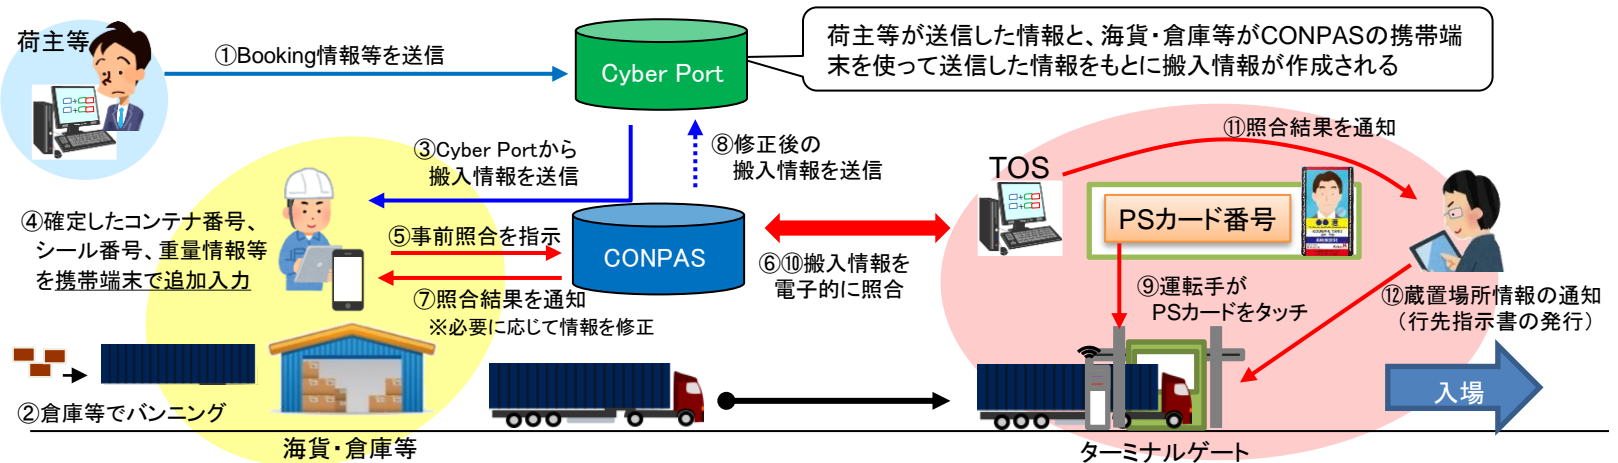 荷主等
①Booking情報等を送信
Cyber Port
荷主等が送信した情報と、海貨・倉庫等がCONPASの携帯端
末を使って送信した情報をもとに搬入情報が作成される
③Cyber Portから
搬入情報を送信
⑧修正後の
搬入情報を送信
④確定したコンテナ番号、
シール番号、重量情報等
を携帯端末で追加入力
⑤事前照合を指示
CONPAS
⑦照合結果を通知
※必要に応じて情報を修正
⑥⑩搬入情報を
電子的に照合
TOS
⑪照合結果を通知
PSカード番号
⑨運転手が
PSカードをタッチ
⑫蔵置場所情報の通知
（行先指示書の発行）
②倉庫等でバンニング
海貨・倉庫等
ターミナルゲート
入場